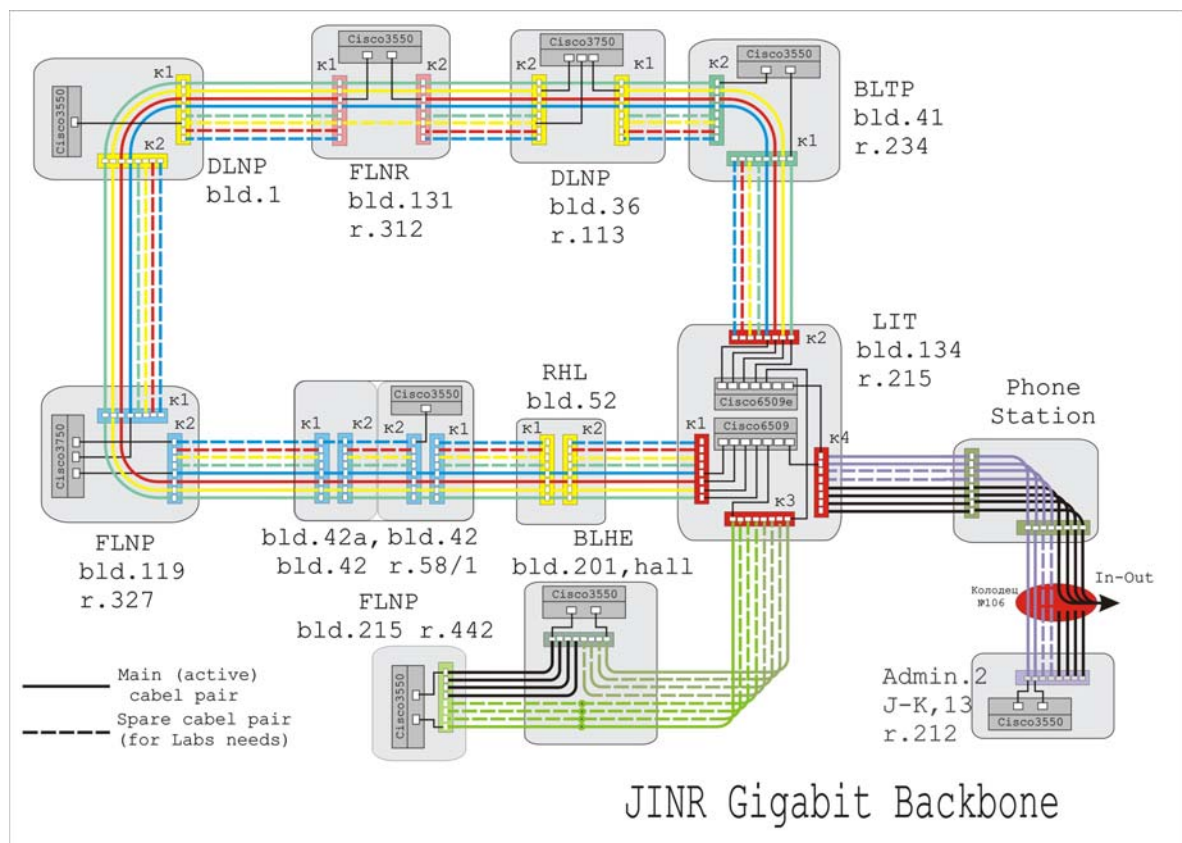 Cisco3550
к1
к2
DLNP
bld.1
Cisco3550
к1
к2
FLNR
bld.131
r.312
Cisco3750
к2
к1
DLNP
bld.36
r.113
Cisco3550
к2
к1
BLTP
bld.41
r.234
к2
LIT
bld.134
r.215
Cisco6509e
Cisco6509
к1
к4
к3
Phone
Station
Cisco3750
к1
к2
FLNP
bld.119
r.327
к1
к2
bld.42a,
bld.42
Cisco3550
к2
к1
bld.42
r.58/1
RHL
bld.52
к1
к2
BLHE
bld.201,hall
Cisco3550
FLNP
bld.215 r.442
Cisco3550
In-Out
Колодец
№106
Admin.2
J-K,13
r.212
Cisco3550
Main (active)
cabel pair
Spare cabel pair
(for Labs needs)
JINR Gigabit Backbone